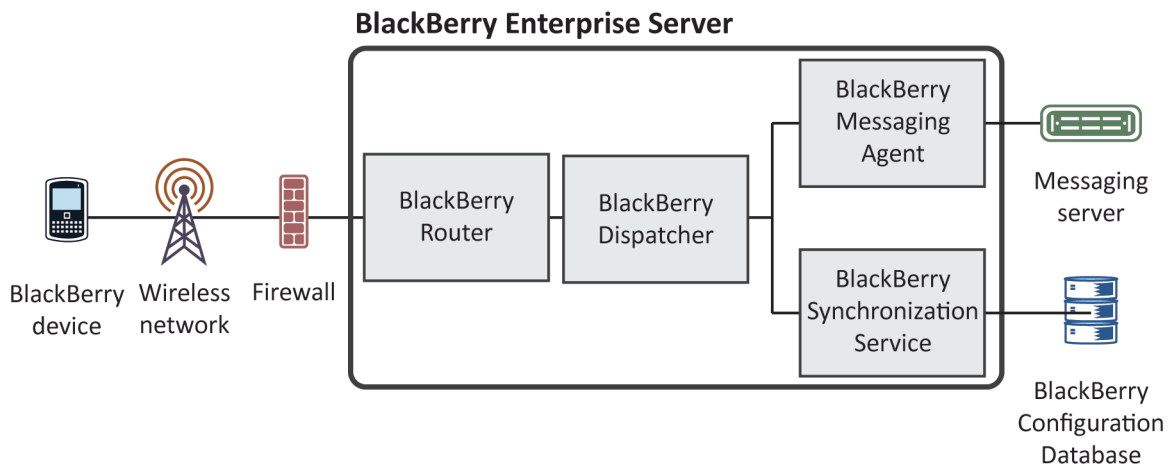 BlackBerry Enterprise Server
BlackBerry
device
Wireless
network
Firewall
BlackBerry
Router
BlackBerry
Dispatcher
BlackBerry
Messaging
Agent
BlackBerry
Synchronization
Service
Messaging
server
BlackBerry
Configuration
Database